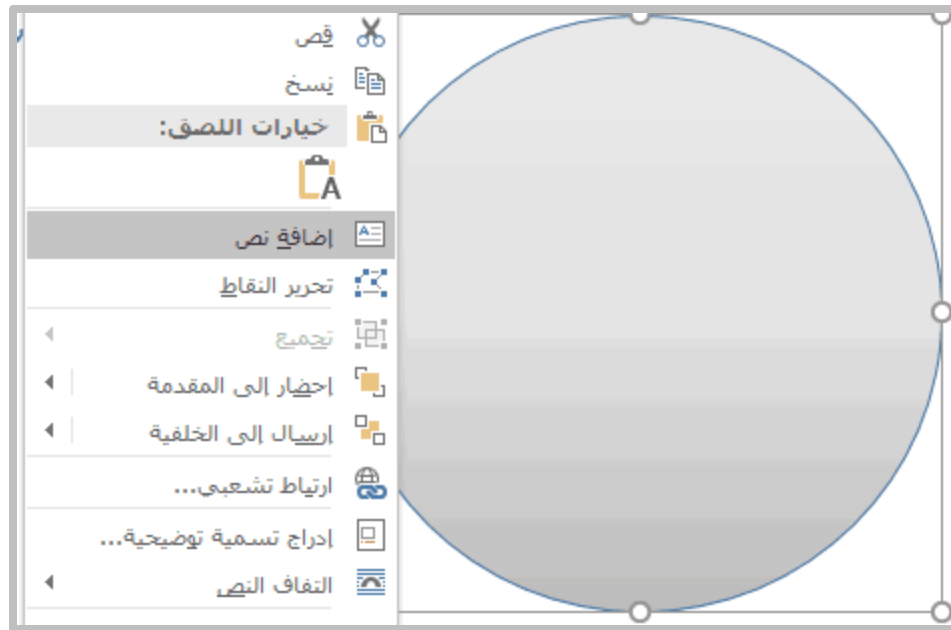 قص
نسخ
خيارات اللصق:
A
إضافة نص
تحرير النقاط
تجميع
إحضار إلى المقدمة
إرسال إلى الخلفية
ارتباط تشعبي...
إدراج تسمية توضيحية...
التفاف النص